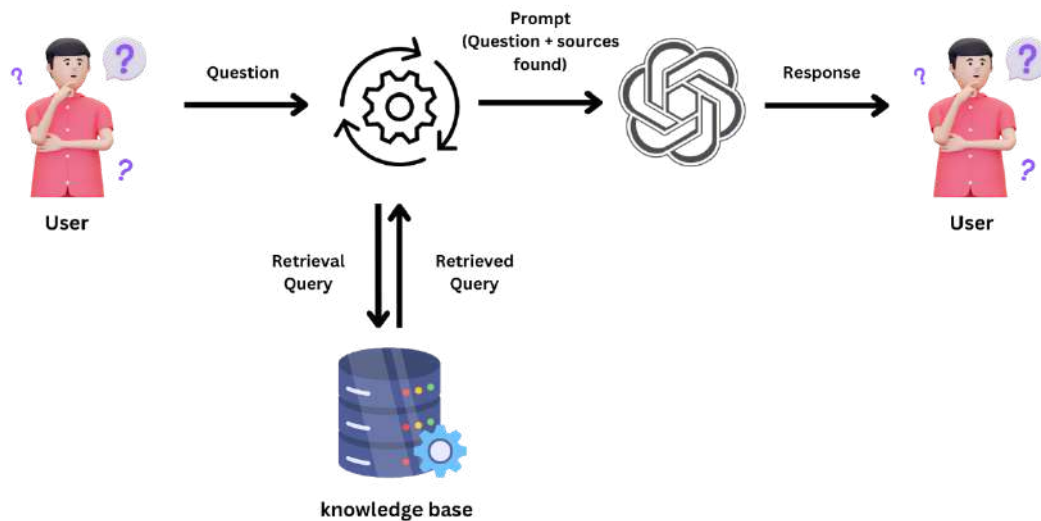 Prompt
(Question + sources
found)
Question
Response
?
?
?
?
?
?
User
User
Retrieval
Query
Retrieved
Query
knowledge base